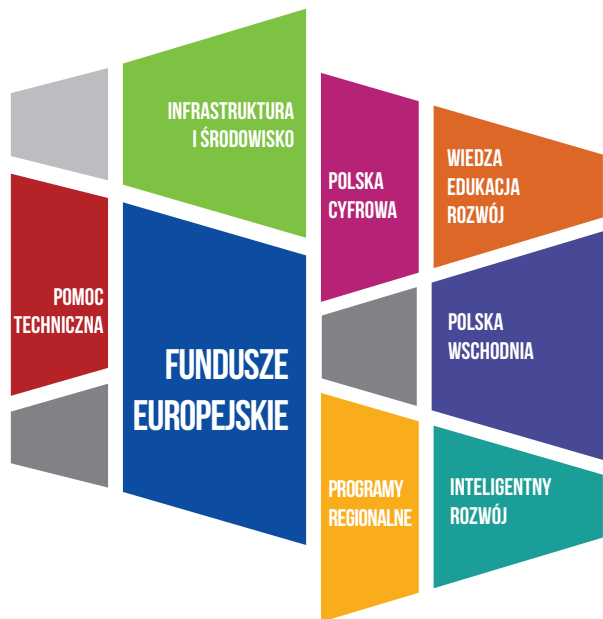 INFRASTRUKTURA
I ŚRODOWISKO
POLSKA
CYFROWA
WIEDZA
EDUKACJA
ROZWÓJ
POMOC
TECHNICZNA
FUNDUSZE
EUROPEJSKIE
POLSKA
WSCHODNIA
PROGRAMY
REGIONALNE
INTELIGENTNY
ROZWÓJ